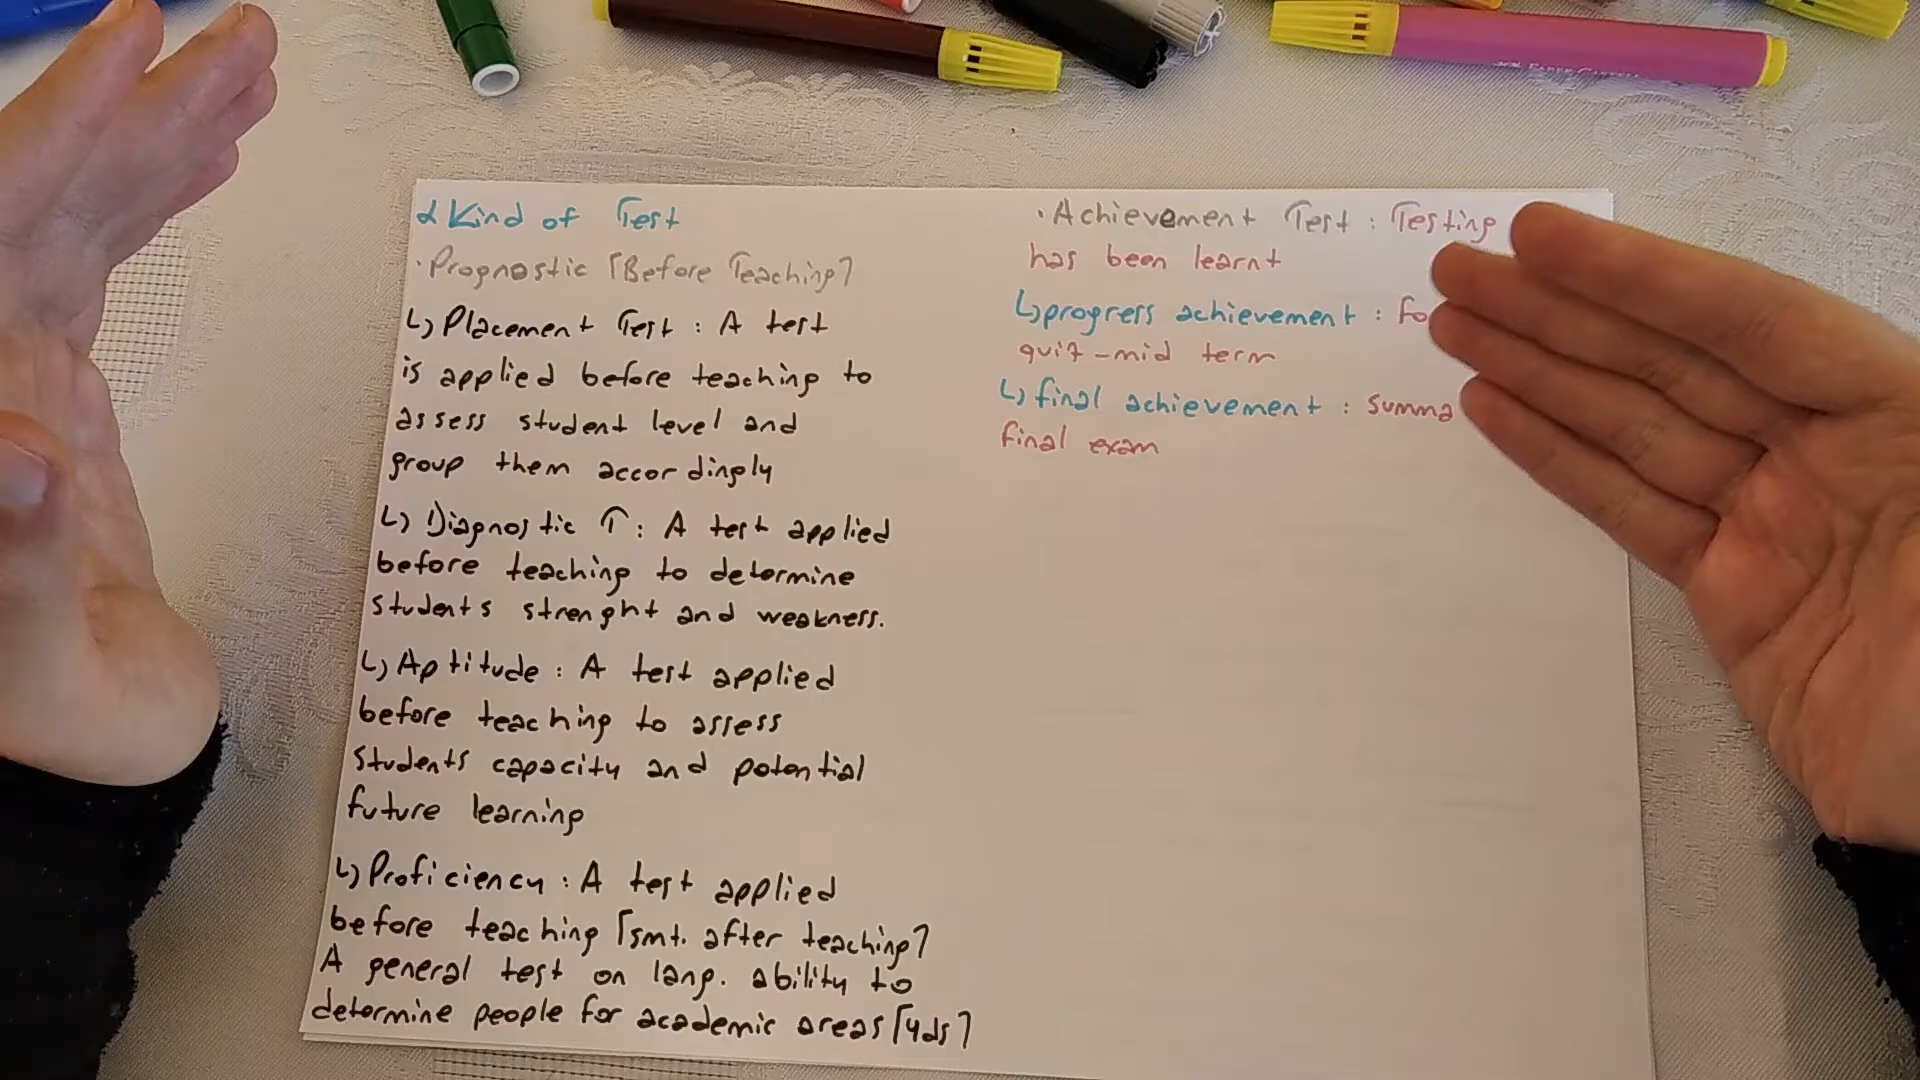 2 Kind of Test
· Prognostic [Before Teaching]
↳ Placement Test : A test
is applied before teaching to
assess student level and
group them accordingly
↳ Diagnostic T : A test applied
before teaching to determine
students strenght and weakness.
↳ Aptitude : A test applied
before teaching to assess
students capacity and potential
future learning
↳ Proficiency : A test applied
before teaching [smt. after teaching]
A general test on lang. ability to
determine people for academic areas [yds]
· Achievement Test : Testing
has been learnt
↳ progress achievement :
quiz - mid term
↳ final achievement :
final exam